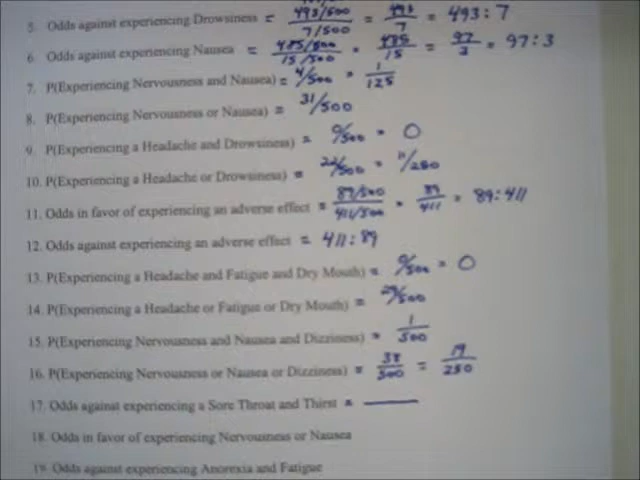 5. Odds against experiencing Drowsiness = 493/500 / 7/500 = 493/7 = 493:7
6. Odds against experiencing Nausea = 485/500 / 15/500 = 485/15 = 97/3 = 97:3
7. P(Experiencing Nervousness and Nausea) = 4/500 = 1/125
8. P(Experiencing Nervousness or Nausea) = 31/500
9. P(Experiencing a Headache and Drowsiness) = 0/500 = 0
10. P(Experiencing a Headache or Drowsiness) = 22/500 = 11/250
11. Odds in favor of experiencing an adverse effect = 89/500 / 411/500 = 89/411 = 89:411
12. Odds against experiencing an adverse effect = 411:89
13. P(Experiencing a Headache and Fatigue and Dry Mouth) = 0/500 = 0
14. P(Experiencing a Headache or Fatigue or Dry Mouth) = 29/500
15. P(Experiencing Nervousness and Nausea and Dizziness) = 1/500
16. P(Experiencing Nervousness or Nausea or Dizziness) = 38/500 = 19/250
17. Odds against experiencing a Sore Throat and Thirst =
18. Odds in favor of experiencing Nervousness or Nausea
19. Odds against experiencing Anorexia and Fatigue